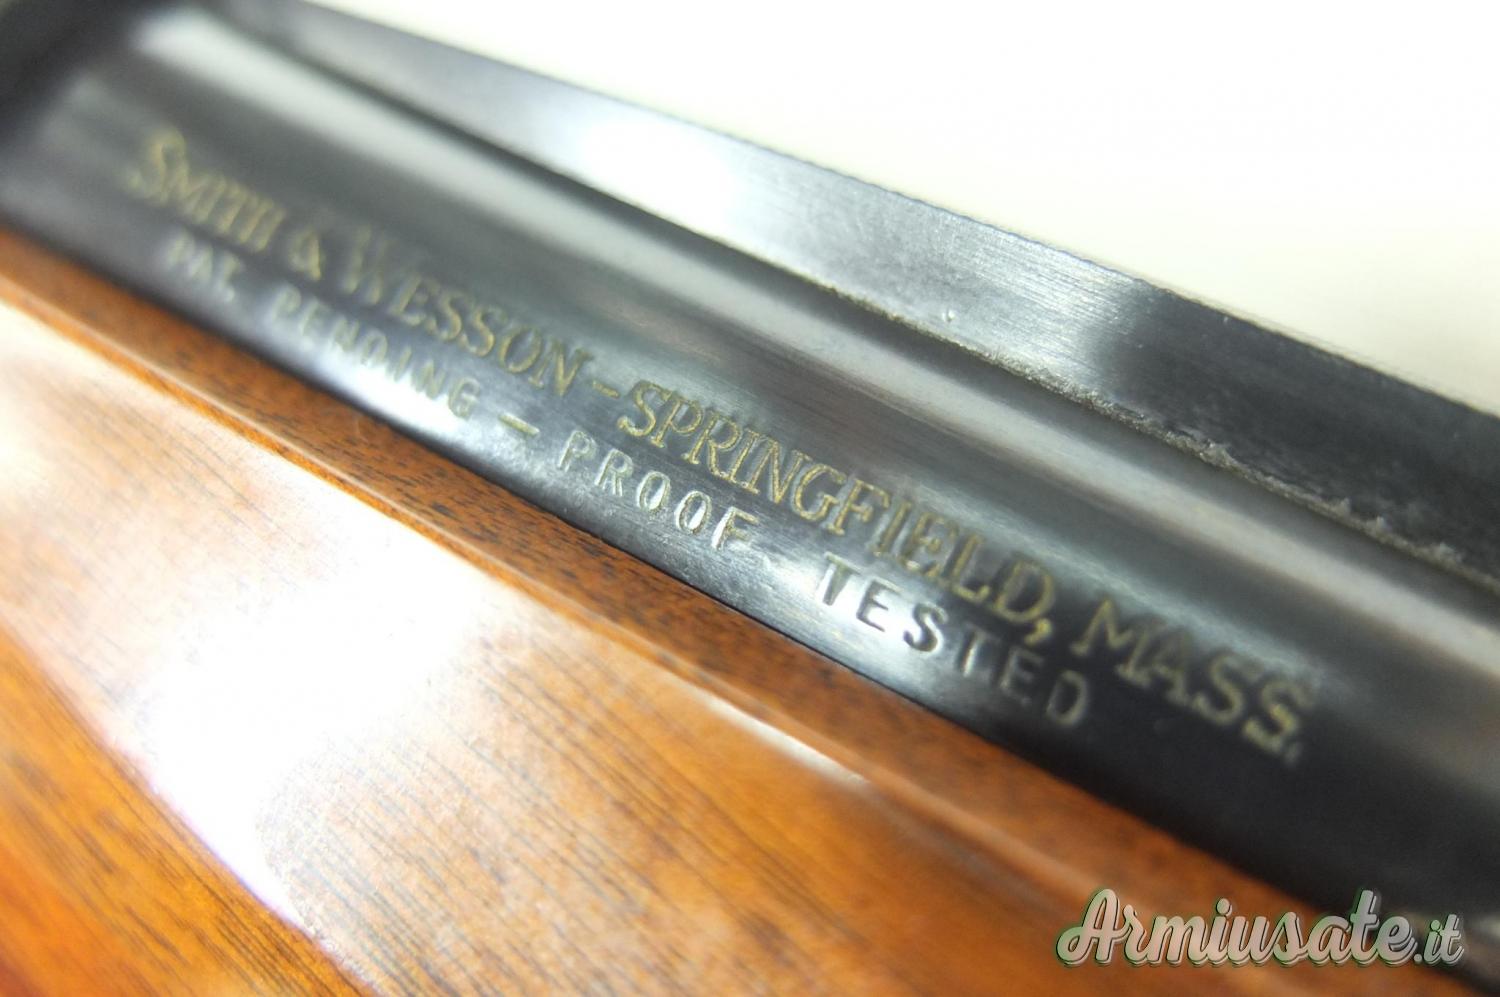 SMITH & WESSON – SPRINGFIELD, MASS.
PAT. PENDING – PROOF TESTED
Armiusate.it